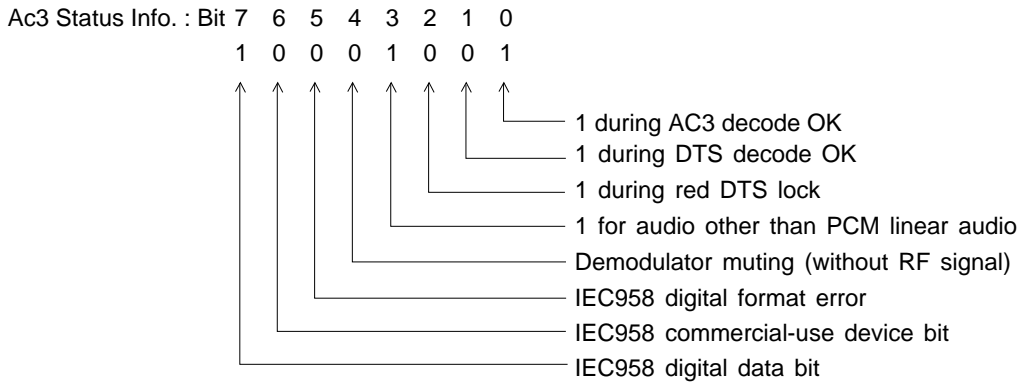 Ac3 Status Info. : Bit 7 6 5 4 3 2 1 0
1 0 0 0 1 0 0 1
1 during AC3 decode OK
1 during DTS decode OK
1 during red DTS lock
1 for audio other than PCM linear audio
Demodulator muting (without RF signal)
IEC958 digital format error
IEC958 commercial-use device bit
IEC958 digital data bit